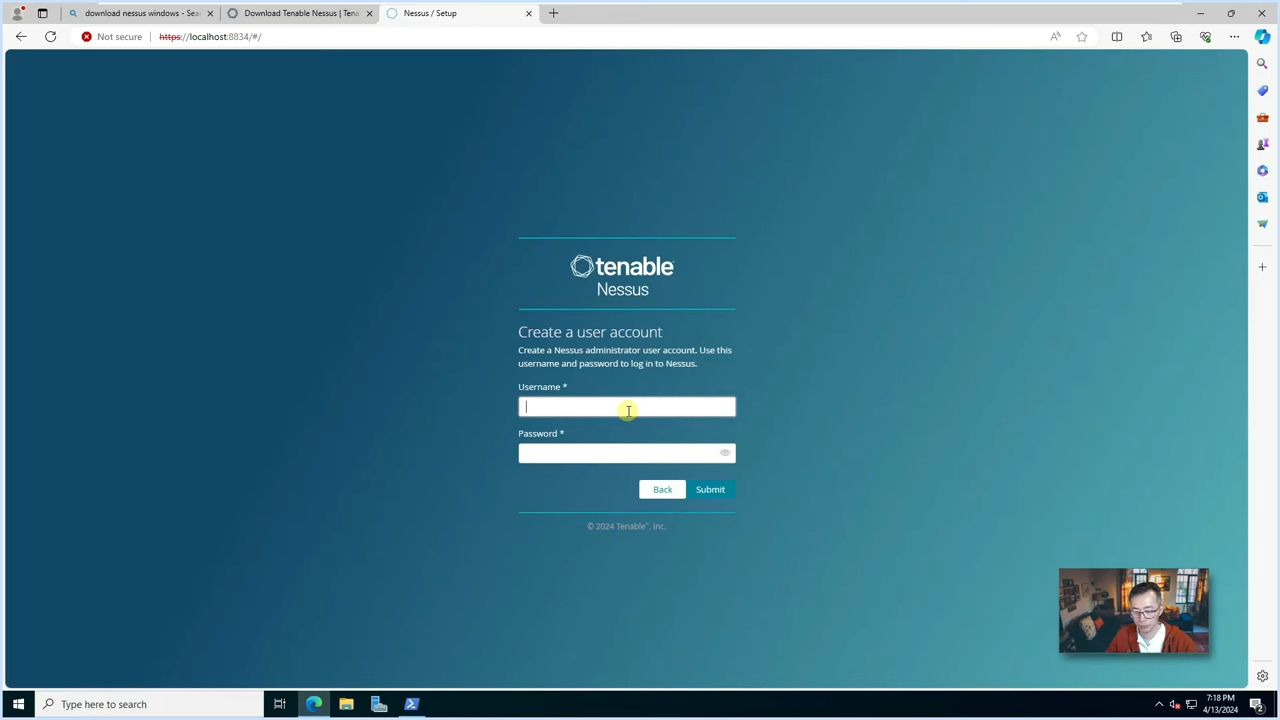 download nessus windows - Sea
Download Tenable Nessus | Tena
Nessus / Setup
Not secure
https://localhost:8834/#/
tenable
Nessus
Create a user account
Create a Nessus administrator user account. Use this
username and password to log in to Nessus.
Username *
Password *
Back
Submit
© 2024 Tenable™, Inc.
Type here to search
7:18 PM
4/13/2024
2